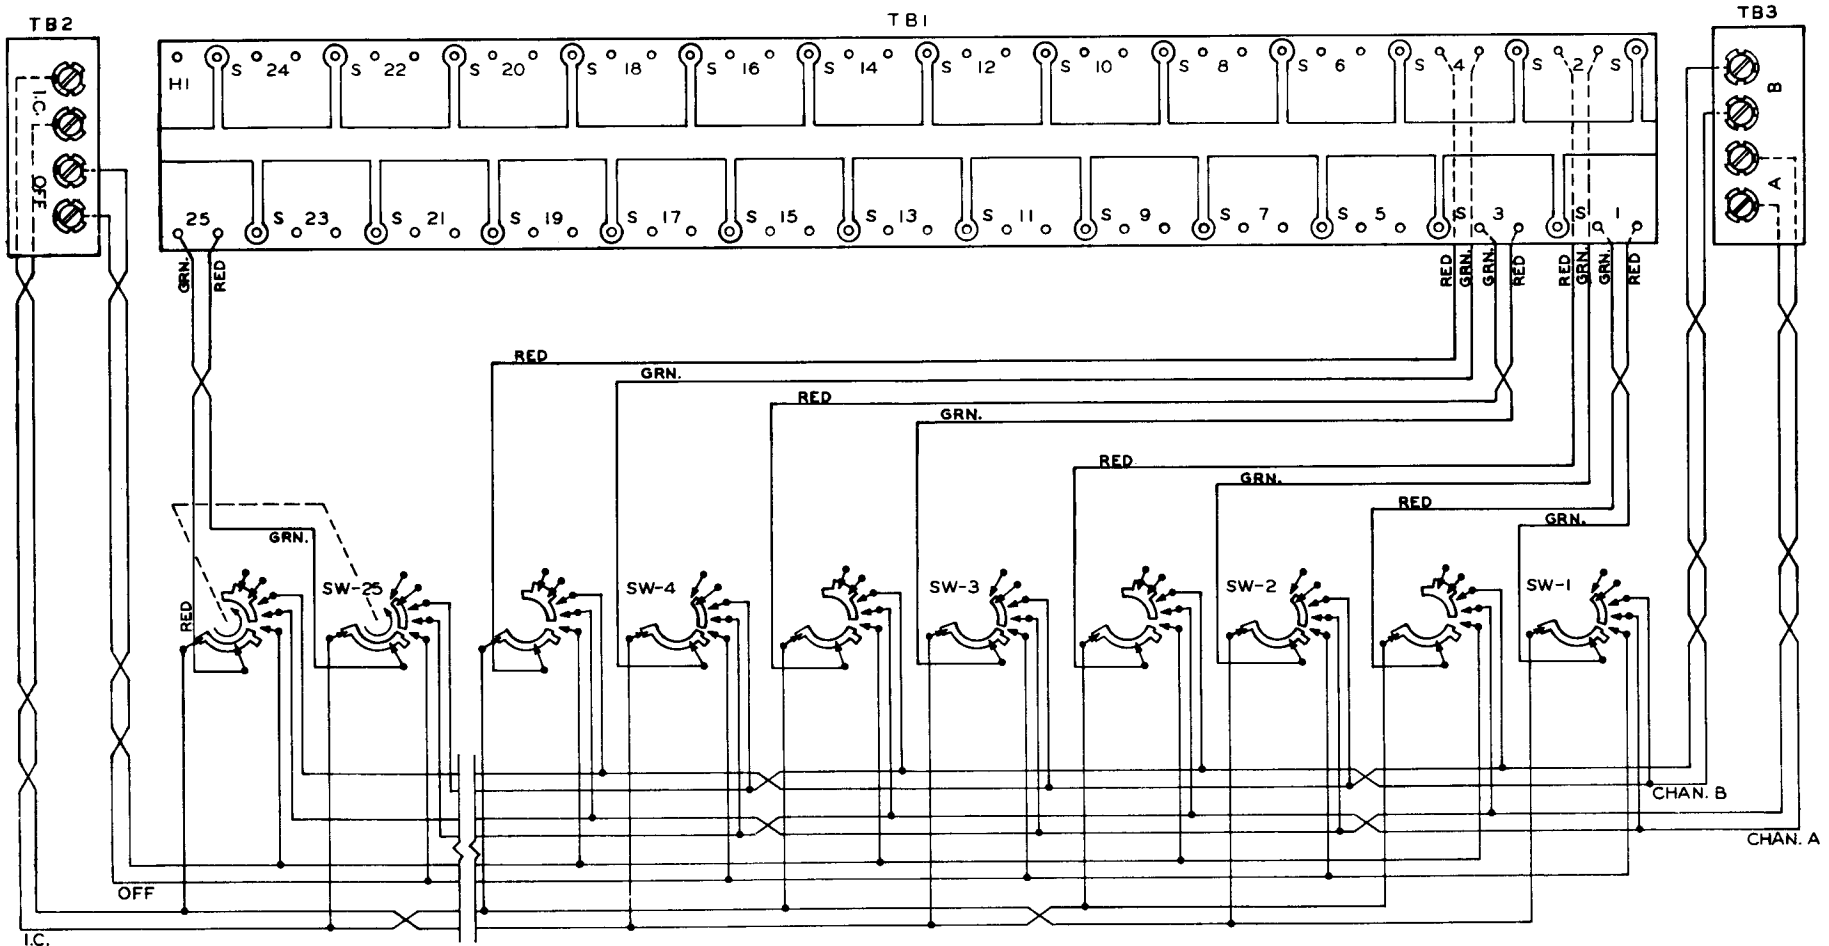 TB2
TB1
TB3
I.C.
OFF
H1
S 24 S 22 S 20 S 18 S 16 S 14 S 12 S 10 S 8 S 6 S 4 S 2 S
25 S 23 S 21 S 19 S 17 S 15 S 13 S 11 S 9 S 7 S 5 S 3 S 1
B
A
GRN. RED
RED GRN. GRN. RED RED GRN. GRN. RED
RED
GRN.
RED
GRN.
RED
GRN.
RED
GRN.
GRN.
RED
SW-25 SW-4 SW-3 SW-2 SW-1
CHAN. B
CHAN. A
OFF
I.C.